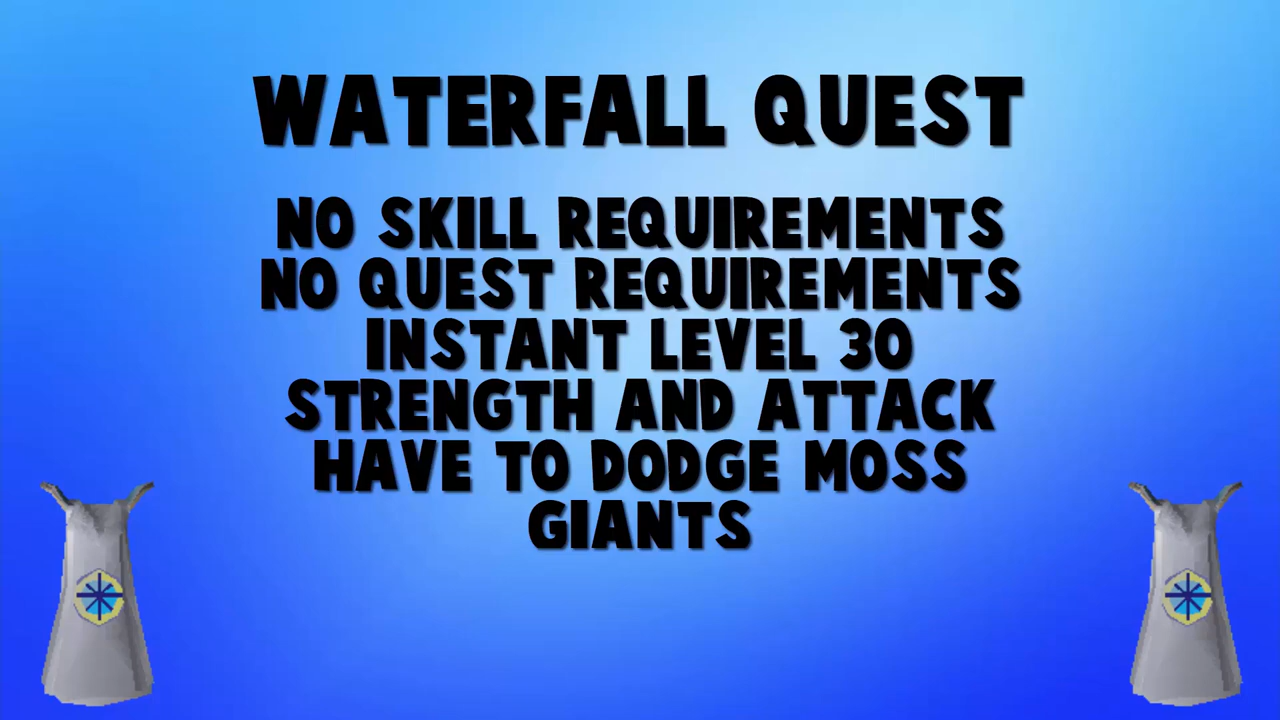 WATERFALL QUEST
NO SKILL REQUIREMENTS
NO QUEST REQUIREMENTS
INSTANT LEVEL 30
STRENGTH AND ATTACK
HAVE TO DODGE MOSS
GIANTS